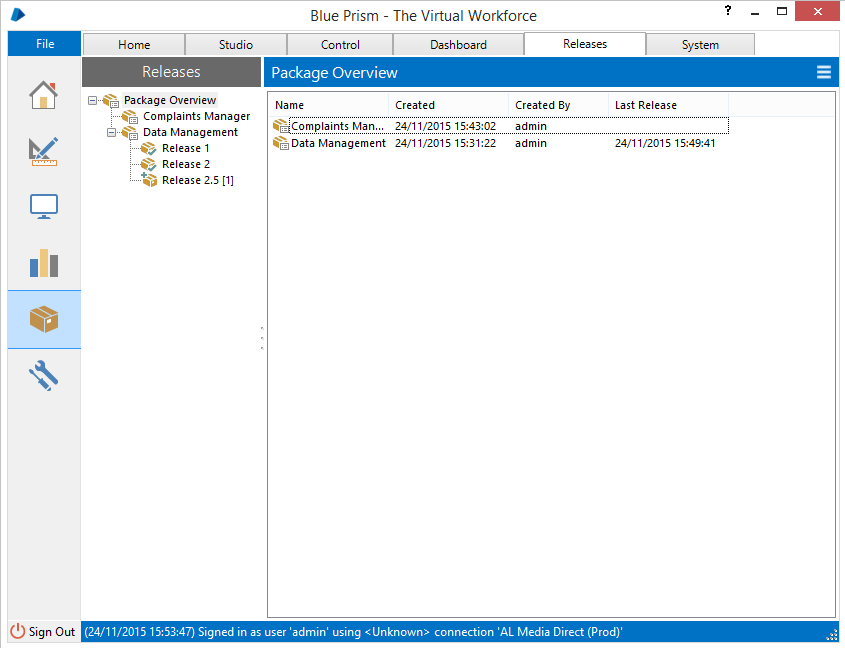 Blue Prism - The Virtual Workforce
?
File Home Studio Control Dashboard Releases System
Releases
Package Overview
Package Overview
Complaints Manager
Data Management
Release 1
Release 2
Release 2.5 [1]
Name Created Created By Last Release
Complaints Man... 24/11/2015 15:43:02 admin
Data Management 24/11/2015 15:31:22 admin 24/11/2015 15:49:41
Sign Out (24/11/2015 15:53:47) Signed in as user 'admin' using <Unknown> connection 'AL Media Direct (Prod)'